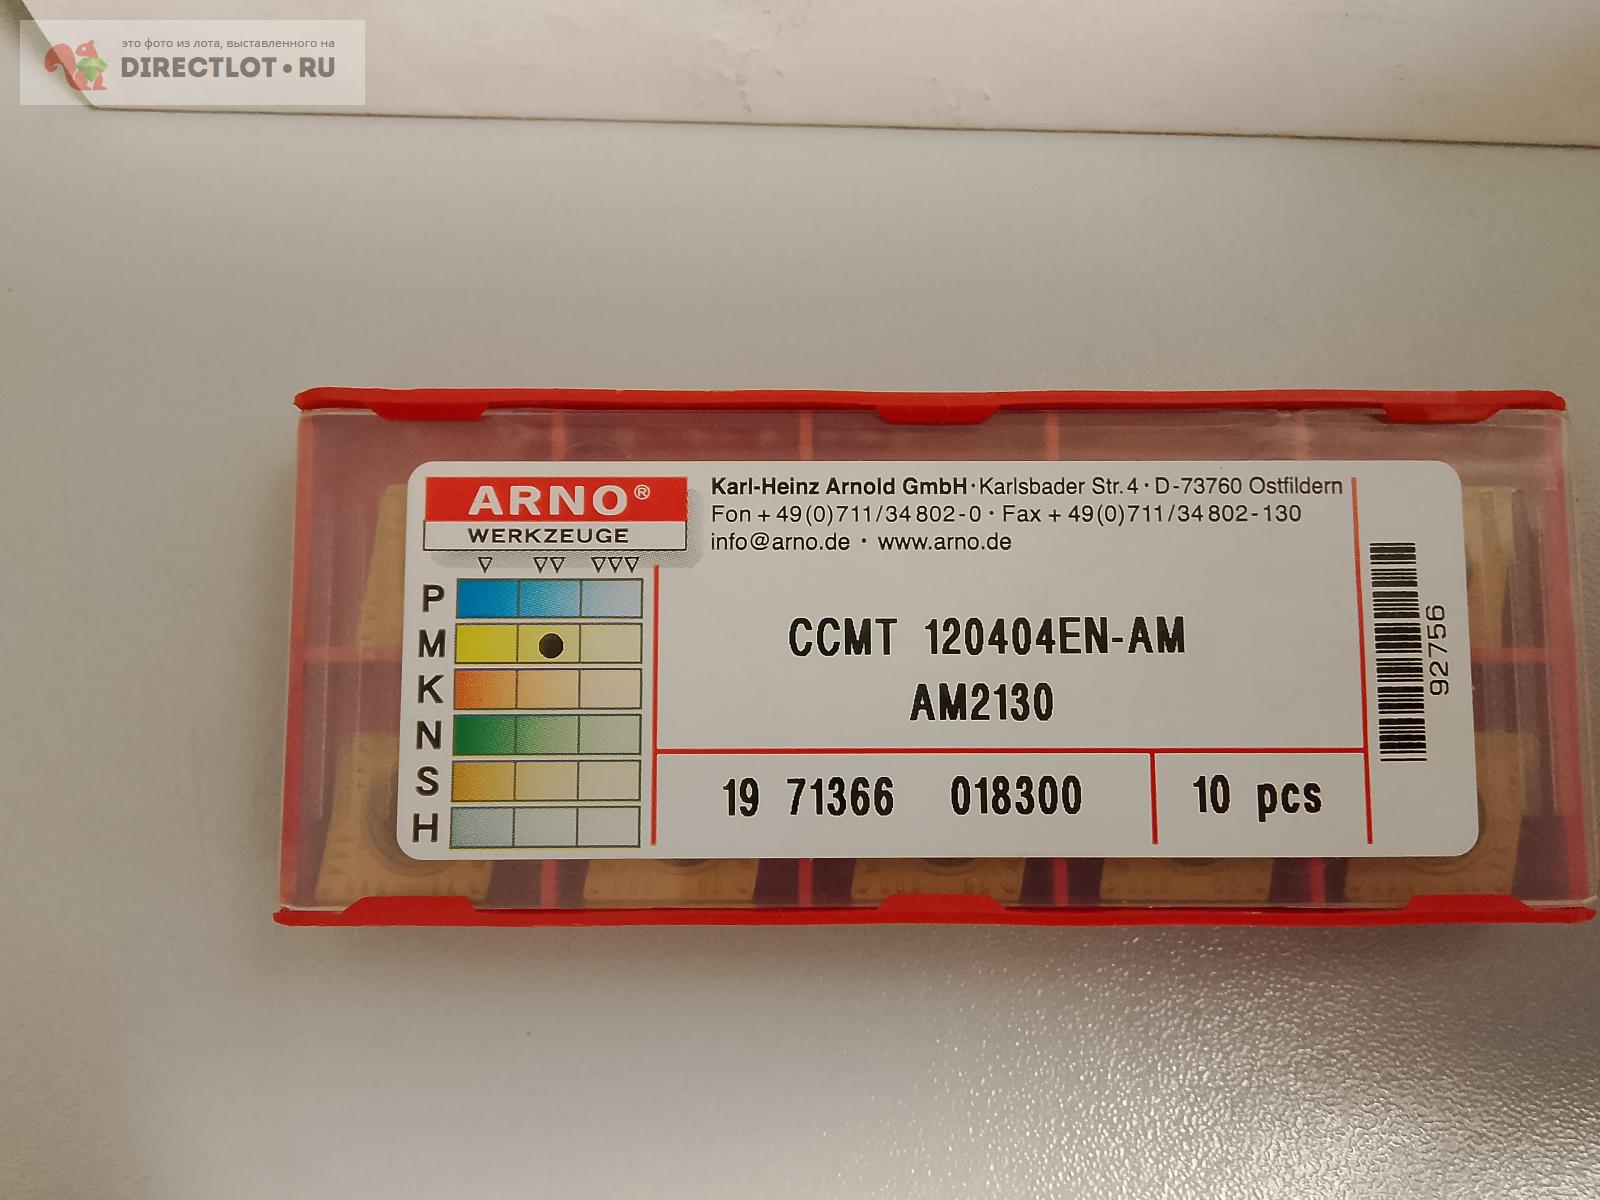 это фото из лота, выставленного на
DIRECTLOT•RU
ARNO®
WERKZEUGE
Karl-Heinz Arnold GmbH·Karlsbader Str. 4·D-73760 Ostfildern
Fon + 49(0)711/34 802-0 · Fax + 49(0)711/34 802-130
info@arno.de · www.arno.de
P
M
K
N
S
H
CCMT 120404EN-AM
AM2130
19 71366 018300
10 pcs
92756